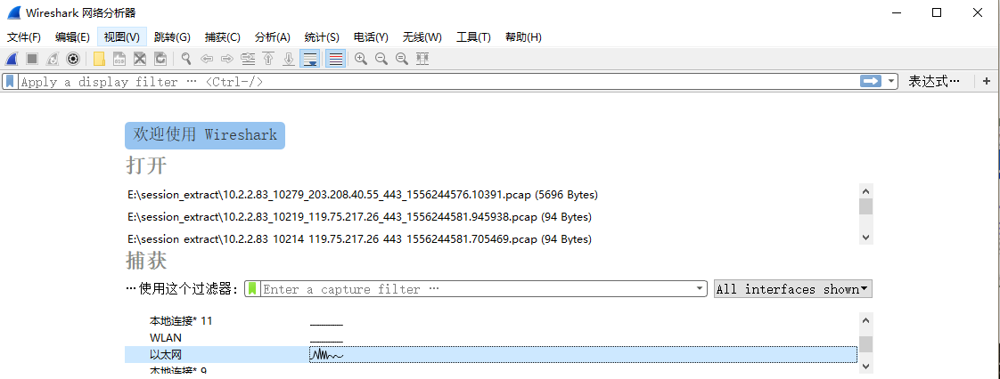 Wireshark 网络分析器
文件(F) 编辑(E) 视图(V) 跳转(G) 捕获(C) 分析(A) 统计(S) 电话(Y) 无线(W) 工具(T) 帮助(H)
Apply a display filter … <Ctrl-/> 表达式… +
欢迎使用 Wireshark
打开
E:\session_extract\10.2.2.83_10279_203.208.40.55_443_1556244576.10391.pcap (5696 Bytes)
E:\session_extract\10.2.2.83_10219_119.75.217.26_443_1556244581.945938.pcap (94 Bytes)
E:\session extract\10.2.2.83 10214 119.75.217.26 443 1556244581.705469.pcap (94 Bytes)
捕获
…使用这个过滤器: Enter a capture filter … All interfaces shown
本地连接* 11
WLAN
以太网
本地连接* 9